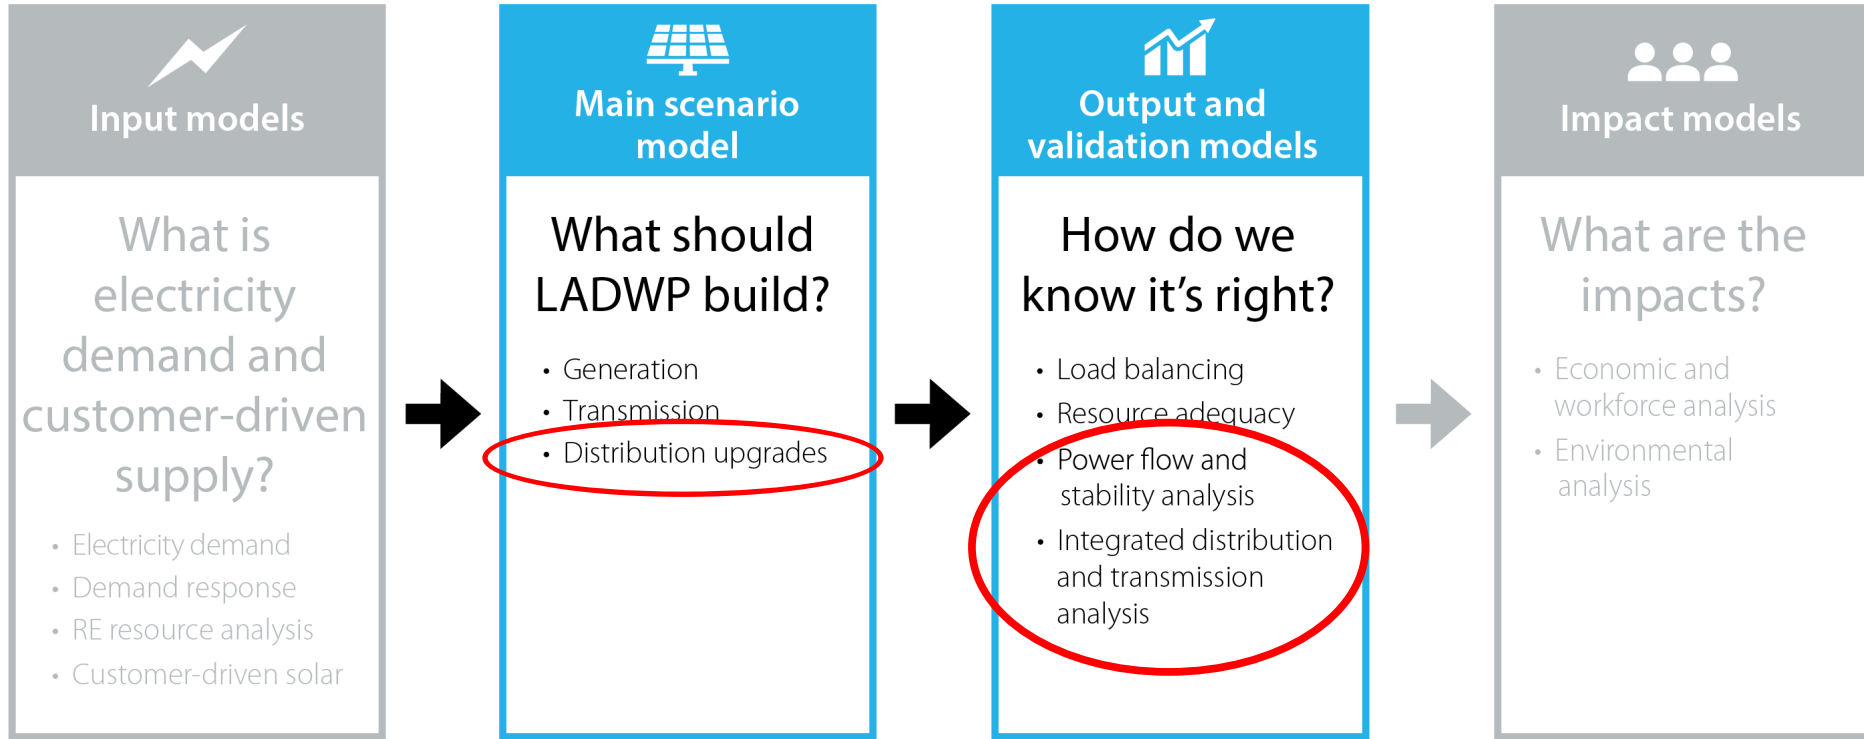 Input models
What is
electricity
demand and
customer-driven
supply?
• Electricity demand
• Demand response
• RE resource analysis
• Customer-driven solar
Main scenario
model
What should
LADWP build?
• Generation
• Transmission
• Distribution upgrades
Output and
validation models
How do we
know it's right?
• Load balancing
• Resource adequacy
• Power flow and
stability analysis
• Integrated distribution
and transmission
analysis
Impact models
What are the
impacts?
• Economic and
workforce analysis
• Environmental
analysis